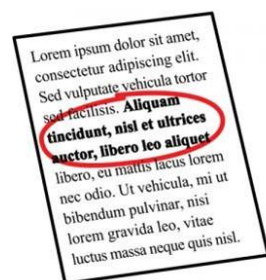 Lorem ipsum dolor sit amet,
consectetur adipiscing elit.
Sed vulputate vehicula tortor
sed facilisis. Aliquam
tincidunt, nisl et ultrices
auctor, libero leo aliquet
libero, eu mattis lacus lorem
nec odio. Ut vehicula, mi ut
bibendum pulvinar, nisi
lorem gravida leo, vitae
luctus massa neque quis nisl.